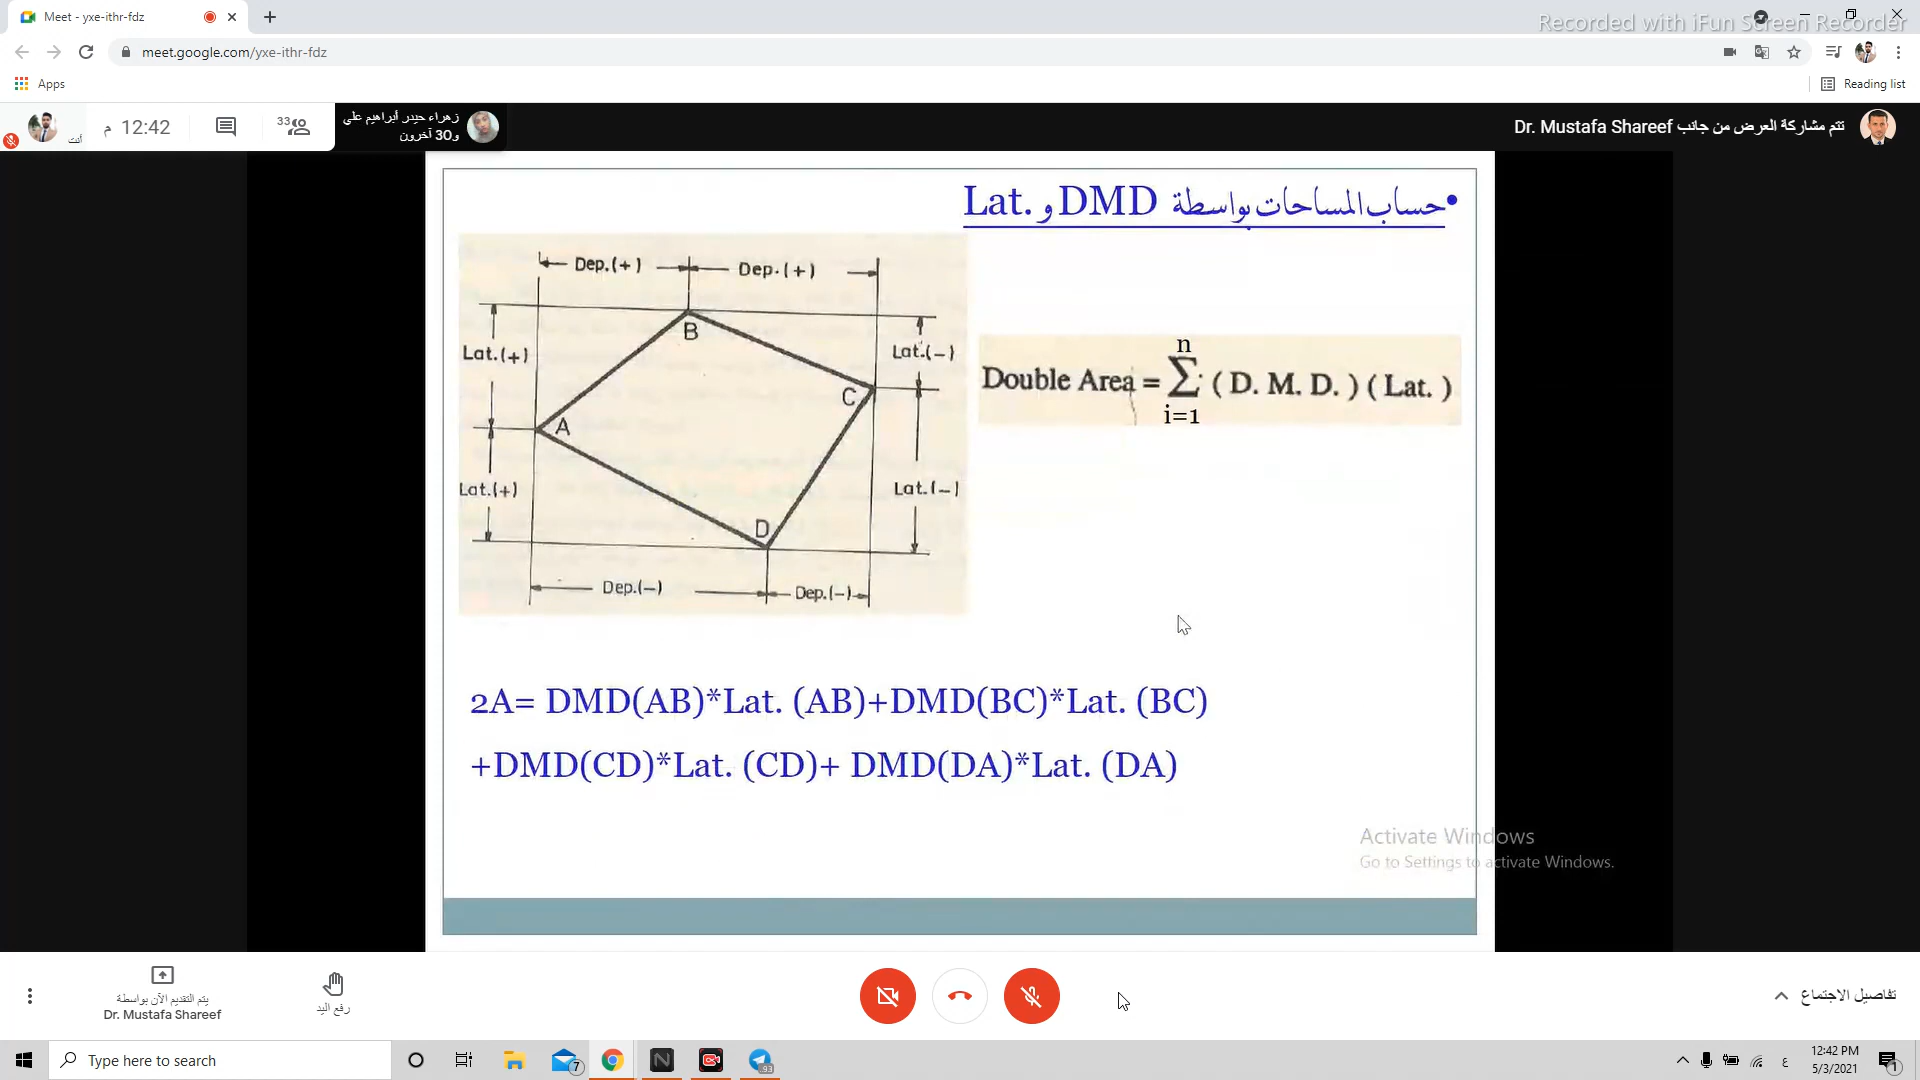 Meet - yxe-ithr-fdz
Recorded with iFun Screen Recorder
meet.google.com/yxe-ithr-fdz
Apps
Reading list
أنت
12:42 م
33
زهراء حيدر أبراهيم علي
و30 آخرون
تتم مشاركة العرض من جانب Dr. Mustafa Shareef
•حساب المساحات بواسطة DMD و Lat.
Dep.(+)
Dep.(+)
B
Lat.(+)
Lat.(-)
C
A
Lat.(+)
Lat.(-)
D
Dep.(-)
Dep.(-)
n
Double Area = Σ (D. M. D.) (Lat.)
i=1
2A= DMD(AB)*Lat. (AB)+DMD(BC)*Lat. (BC)
+DMD(CD)*Lat. (CD)+ DMD(DA)*Lat. (DA)
Activate Windows
Go to Settings to activate Windows.
يتم التقديم الآن بواسطة
Dr. Mustafa Shareef
رفع اليد
تفاصيل الاجتماع
Type here to search
7
N
93
ع
12:42 PM
5/3/2021
1